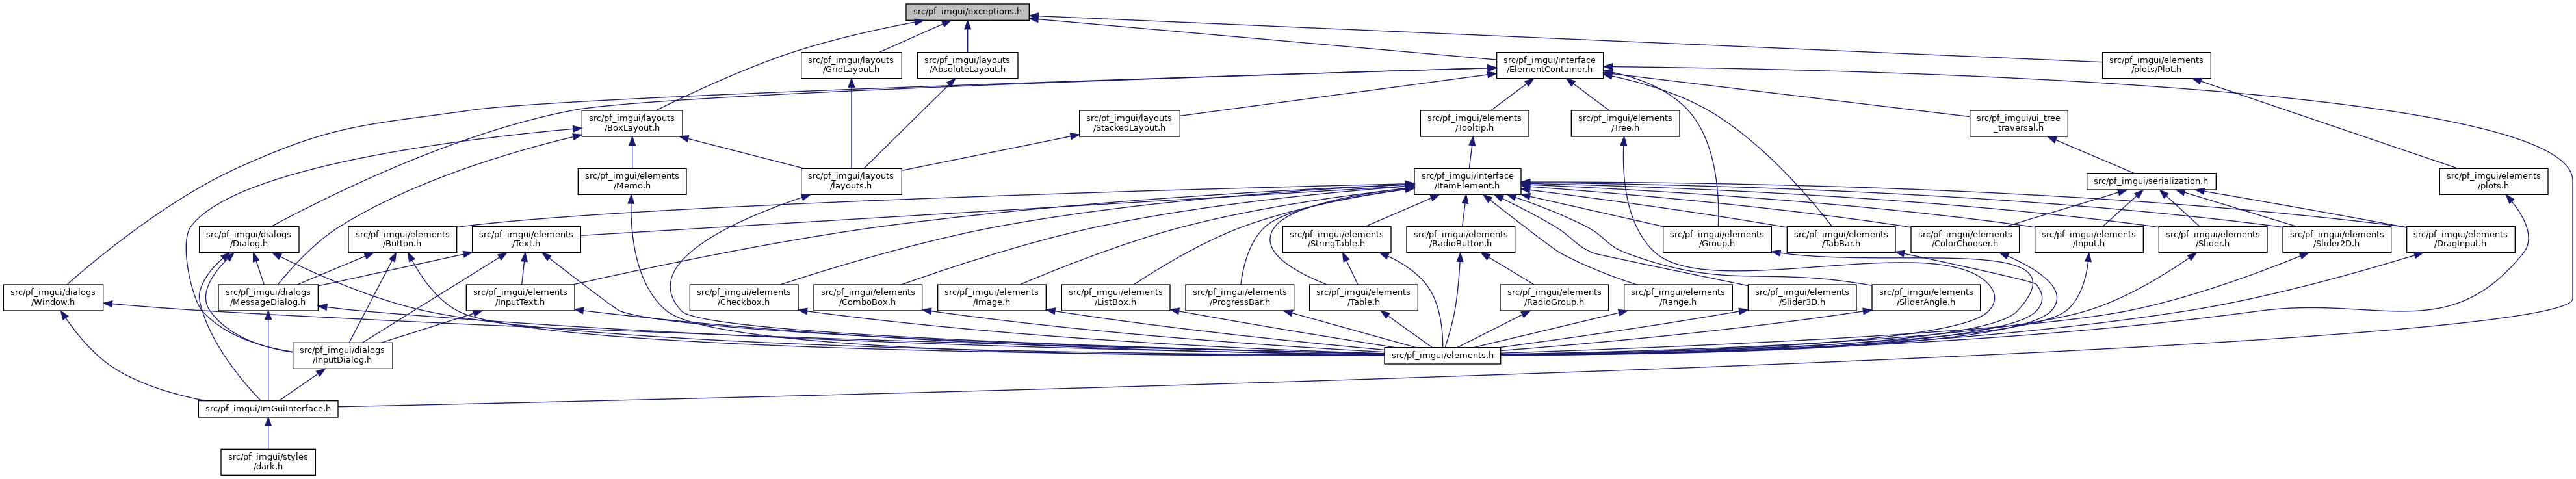 src/pf_imgui/exceptions.h
src/pf_imgui/layouts
/GridLayout.h
src/pf_imgui/layouts
/AbsoluteLayout.h
src/pf_imgui/interface
/ElementContainer.h
src/pf_imgui/elements
/plots/Plot.h
src/pf_imgui/layouts
/BoxLayout.h
src/pf_imgui/layouts
/StackedLayout.h
src/pf_imgui/elements
/Tooltip.h
src/pf_imgui/elements
/Tree.h
src/pf_imgui/ui_tree
_traversal.h
src/pf_imgui/elements
/Memo.h
src/pf_imgui/layouts
/layouts.h
src/pf_imgui/interface
/ItemElement.h
src/pf_imgui/serialization.h
src/pf_imgui/elements
/plots.h
src/pf_imgui/dialogs
/Dialog.h
src/pf_imgui/elements
/Button.h
src/pf_imgui/elements
/Text.h
src/pf_imgui/elements
/StringTable.h
src/pf_imgui/elements
/RadioButton.h
src/pf_imgui/elements
/Group.h
src/pf_imgui/elements
/TabBar.h
src/pf_imgui/elements
/ColorChooser.h
src/pf_imgui/elements
/Input.h
src/pf_imgui/elements
/Slider.h
src/pf_imgui/elements
/Slider2D.h
src/pf_imgui/elements
/DragInput.h
src/pf_imgui/dialogs
/Window.h
src/pf_imgui/dialogs
/MessageDialog.h
src/pf_imgui/elements
/InputText.h
src/pf_imgui/elements
/Checkbox.h
src/pf_imgui/elements
/ComboBox.h
src/pf_imgui/elements
/Image.h
src/pf_imgui/elements
/ListBox.h
src/pf_imgui/elements
/ProgressBar.h
src/pf_imgui/elements
/Table.h
src/pf_imgui/elements
/RadioGroup.h
src/pf_imgui/elements
/Range.h
src/pf_imgui/elements
/Slider3D.h
src/pf_imgui/elements
/SliderAngle.h
src/pf_imgui/dialogs
/InputDialog.h
src/pf_imgui/elements.h
src/pf_imgui/ImGuiInterface.h
src/pf_imgui/styles
/dark.h